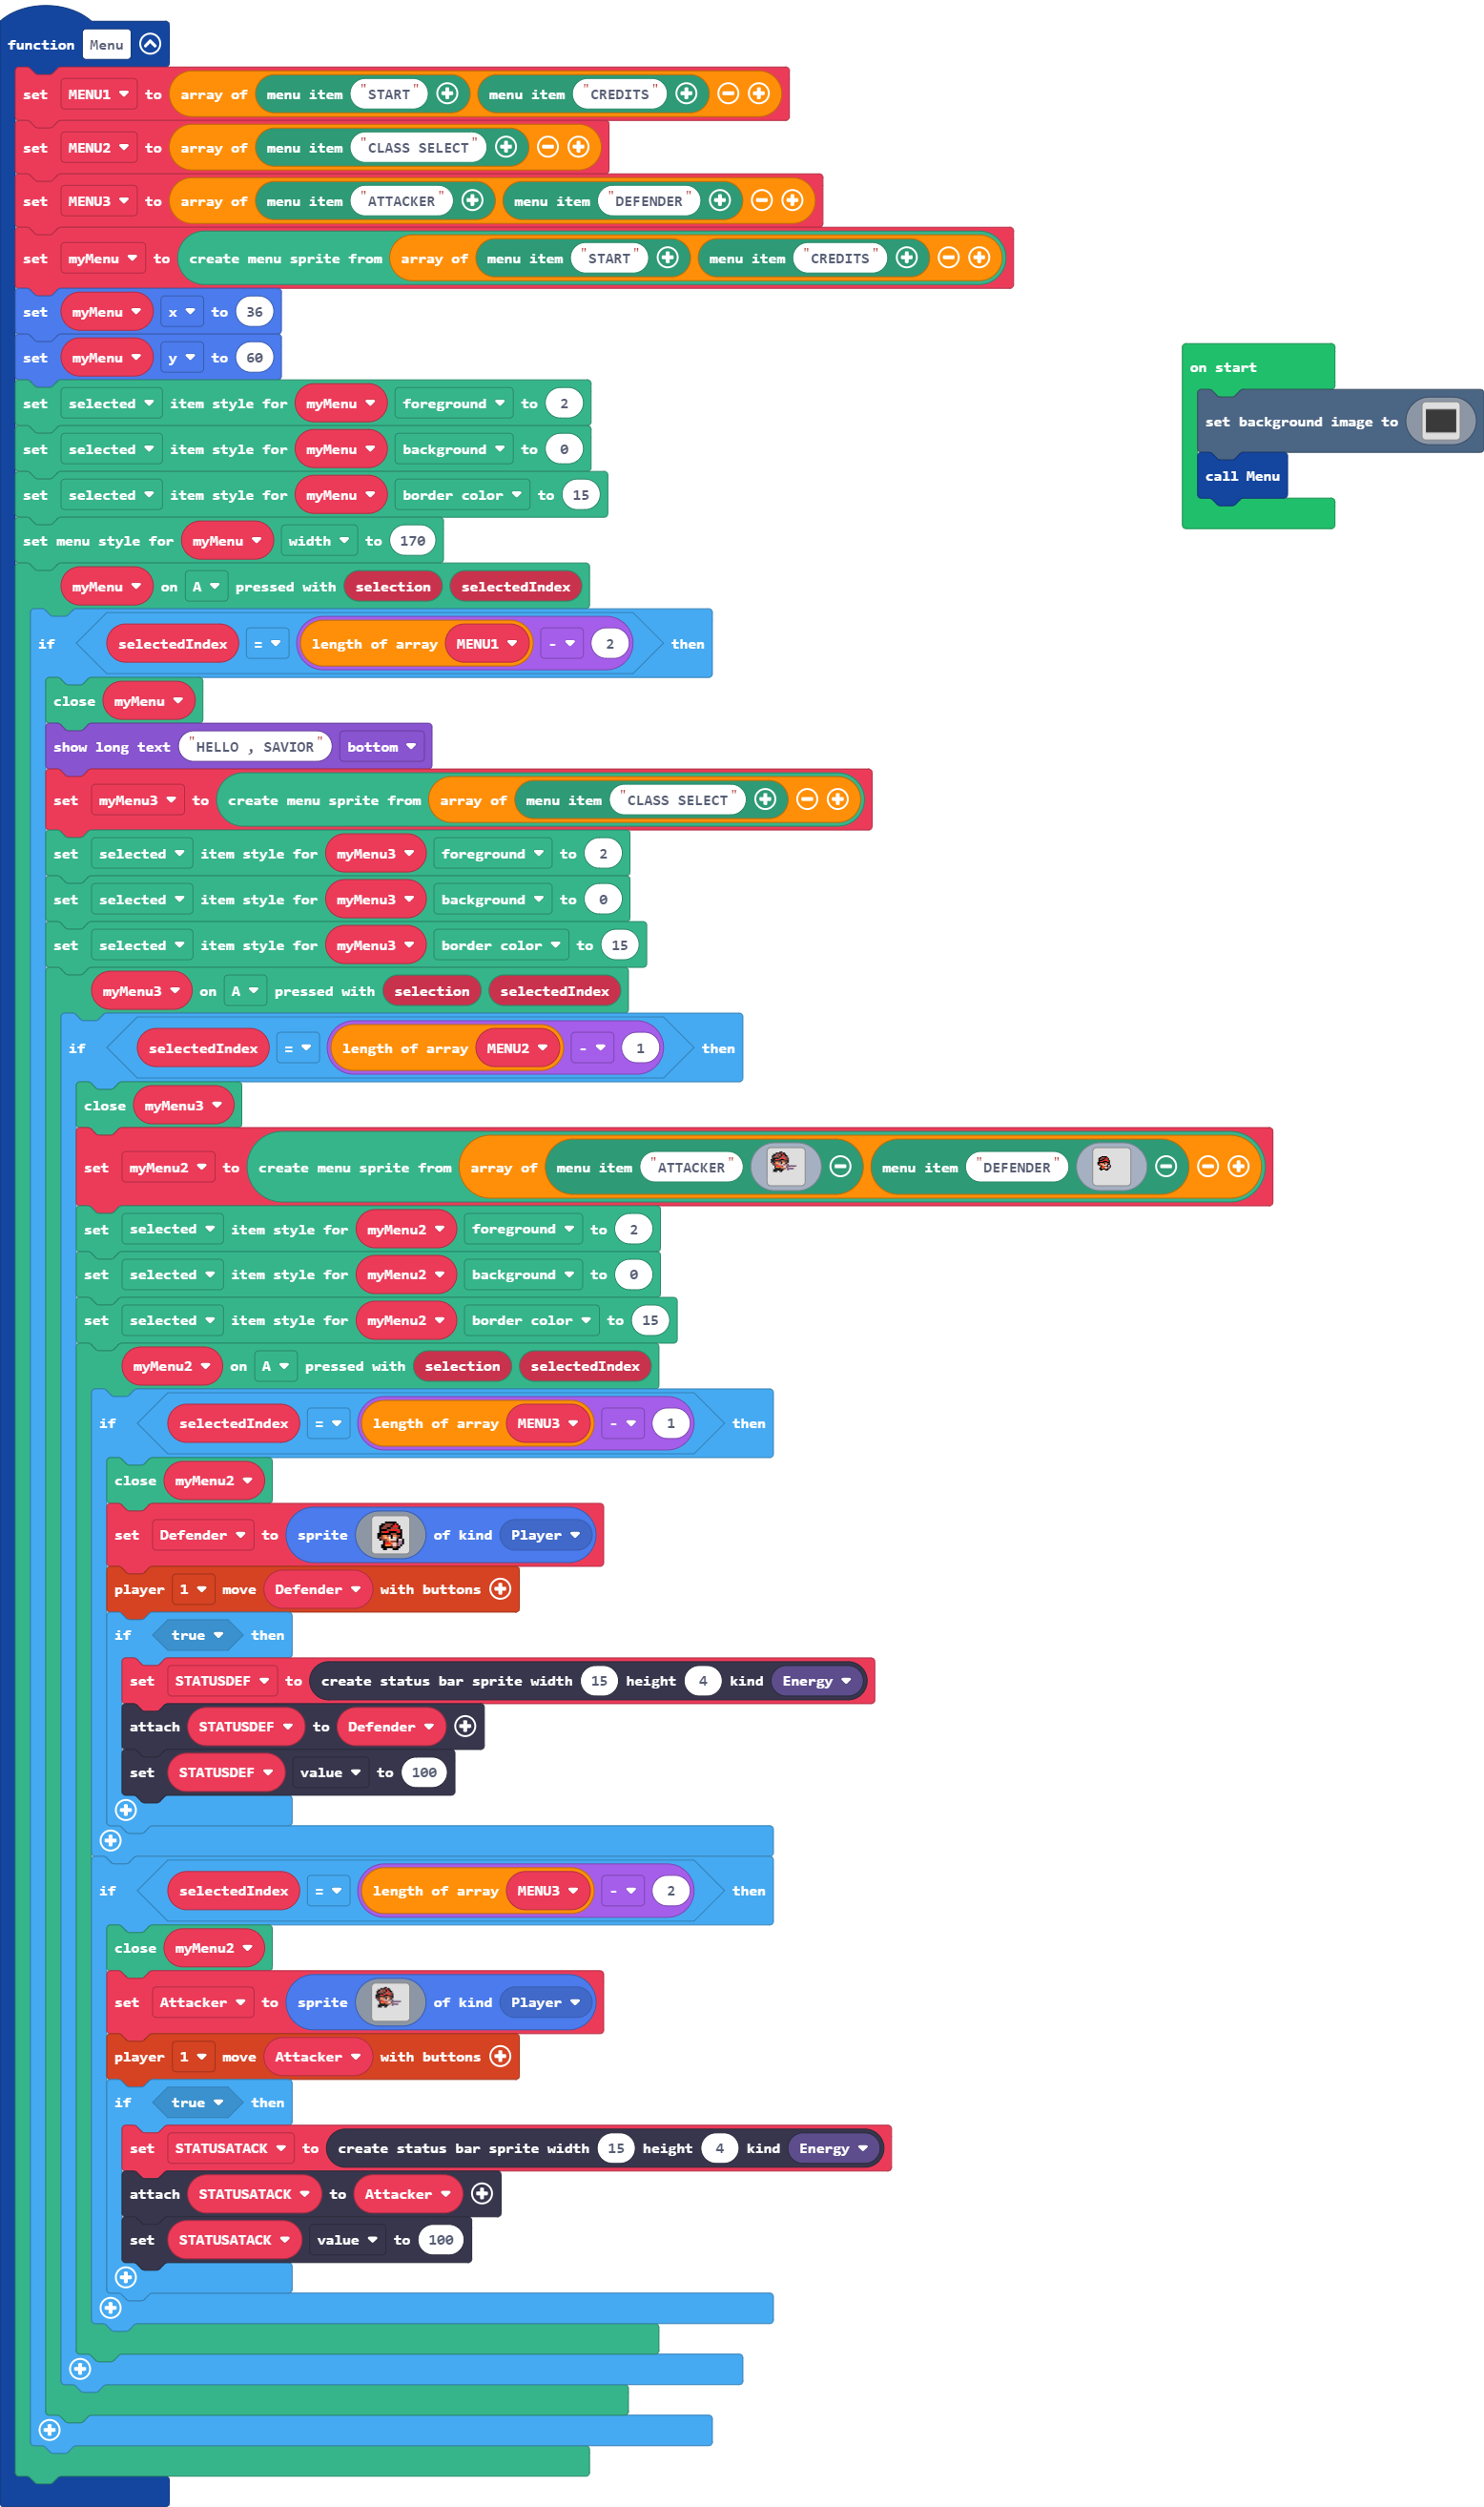 function Menu
set MENU1 to array of menu item "START" menu item "CREDITS"
set MENU2 to array of menu item "CLASS SELECT"
set MENU3 to array of menu item "ATTACKER" menu item "DEFENDER"
set myMenu to create menu sprite from array of menu item "START" menu item "CREDITS"
set myMenu x to 36
set myMenu y to 60
set selected item style for myMenu foreground to 2
set selected item style for myMenu background to 0
set selected item style for myMenu border color to 15
set menu style for myMenu width to 170
myMenu on A pressed with selection selectedIndex
if selectedIndex = length of array MENU1 - 2 then
close myMenu
show long text "HELLO , SAVIOR" bottom
set myMenu3 to create menu sprite from array of menu item "CLASS SELECT"
set selected item style for myMenu3 foreground to 2
set selected item style for myMenu3 background to 0
set selected item style for myMenu3 border color to 15
myMenu3 on A pressed with selection selectedIndex
if selectedIndex = length of array MENU2 - 1 then
close myMenu3
set myMenu2 to create menu sprite from array of menu item "ATTACKER" menu item "DEFENDER"
set selected item style for myMenu2 foreground to 2
set selected item style for myMenu2 background to 0
set selected item style for myMenu2 border color to 15
myMenu2 on A pressed with selection selectedIndex
if selectedIndex = length of array MENU3 - 1 then
close myMenu2
set Defender to sprite of kind Player
player 1 move Defender with buttons
if true then
set STATUSDEF to create status bar sprite width 15 height 4 kind Energy
attach STATUSDEF to Defender
set STATUSDEF value to 100
if selectedIndex = length of array MENU3 - 2 then
close myMenu2
set Attacker to sprite of kind Player
player 1 move Attacker with buttons
if true then
set STATUSATACK to create status bar sprite width 15 height 4 kind Energy
attach STATUSATACK to Attacker
set STATUSATACK value to 100
on start
set background image to
call Menu